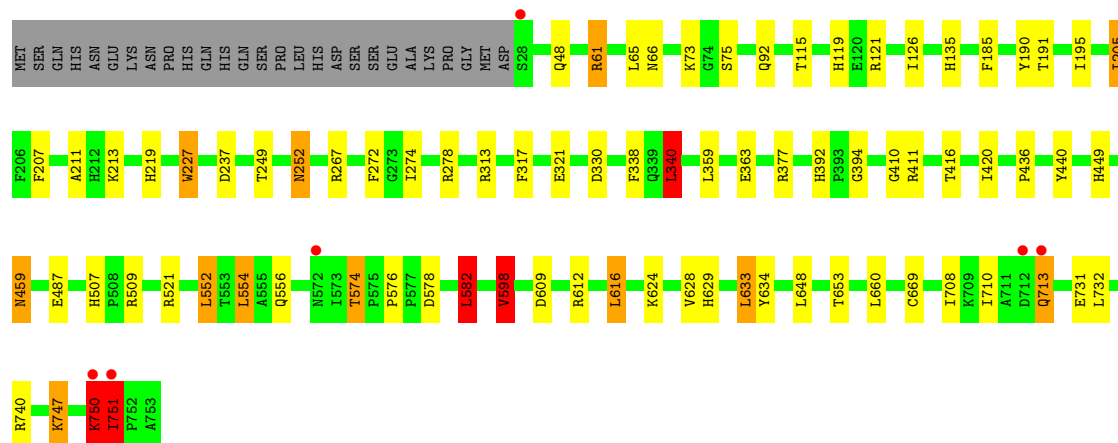 MET SER GLN HIS ASN GLU LYS ASN PRO HIS GLN HIS GLN SER PRO LEU HIS ASP SER SER GLU ALA LYS PRO GLY MET ASP S28 Q48 R61 L65 N66 K73 G74 S75 Q92 T115 H119 E120 R121 I126 H135 F185 Y190 T191 I195 I205
F206 F207 A211 H212 K213 H219 W227 D237 T249 N252 R267 F272 G273 I274 R278 R313 F317 E321 D330 F338 Q339 L340 L359 E363 R377 H392 P393 G394 G410 R411 T416 I420 P436 Y440 H449
N459 E487 H507 P508 R509 R521 L552 T553 L554 A555 Q556 N572 I573 T574 P575 P576 P577 D578 L582 V598 D609 R612 L616 K624 V628 H629 L633 Y634 L648 T653 L660 C669 I708 K709 I710 A711 D712 Q713 E731 L732
R740 K747 K750 I751 P752 A753